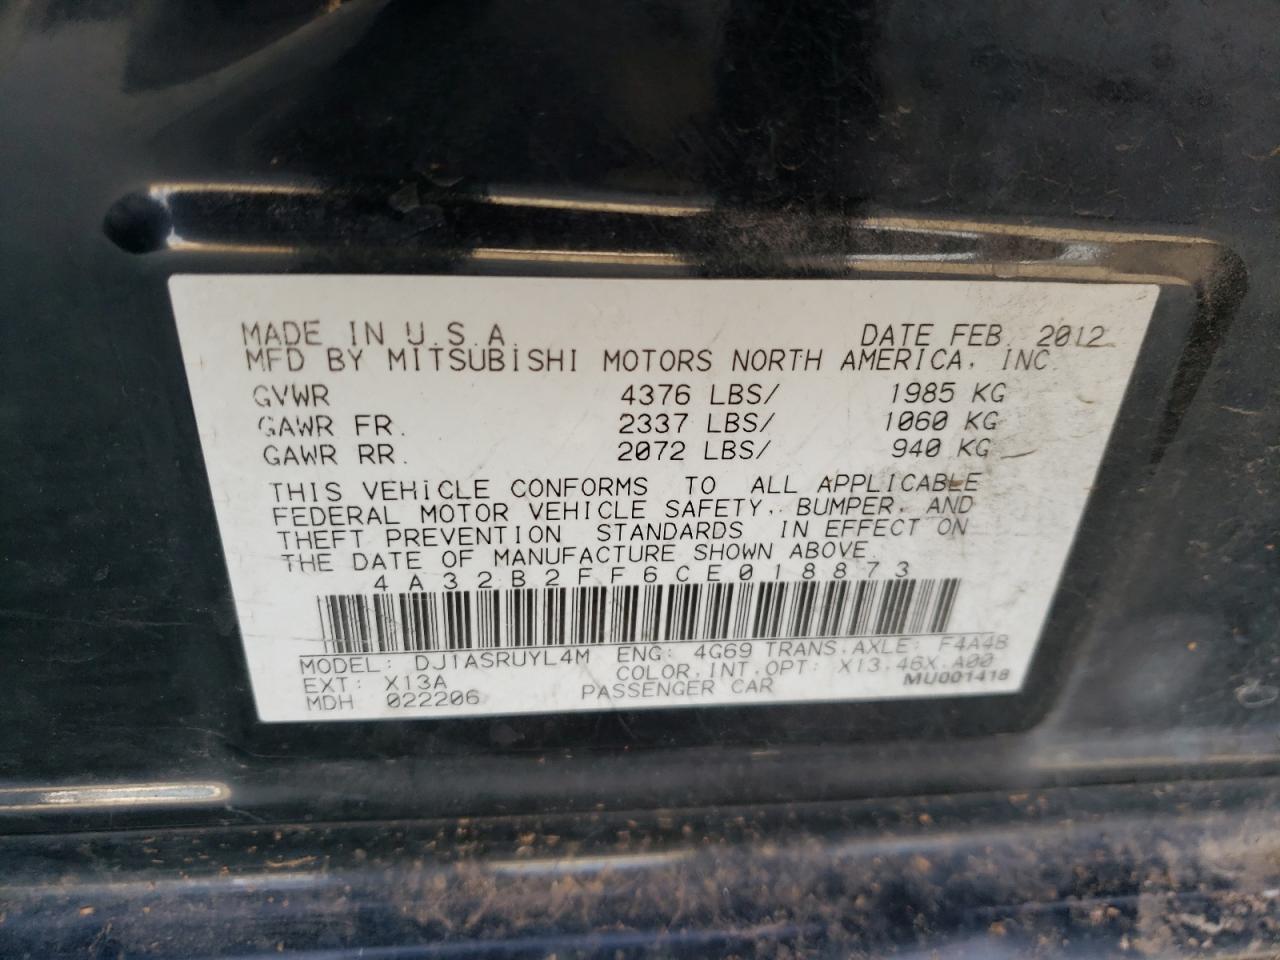 MADE IN U.S.A. DATE FEB. 2012
MFD BY MITSUBISHI MOTORS NORTH AMERICA, INC.
GVWR 4376 LBS/ 1985 KG
GAWR FR. 2337 LBS/ 1060 KG
GAWR RR. 2072 LBS/ 940 KG
THIS VEHICLE CONFORMS TO ALL APPLICABLE
FEDERAL MOTOR VEHICLE SAFETY, BUMPER, AND
THEFT PREVENTION STANDARDS IN EFFECT ON
THE DATE OF MANUFACTURE SHOWN ABOVE.
4A32B2FF6CE018873
MODEL: DJ1ASRUYL4M ENG: 4G69 TRANS.AXLE: F4A4B
EXT: X13A COLOR,INT,OPT: X13,46X,A00
MDH 022206 PASSENGER CAR MU001418